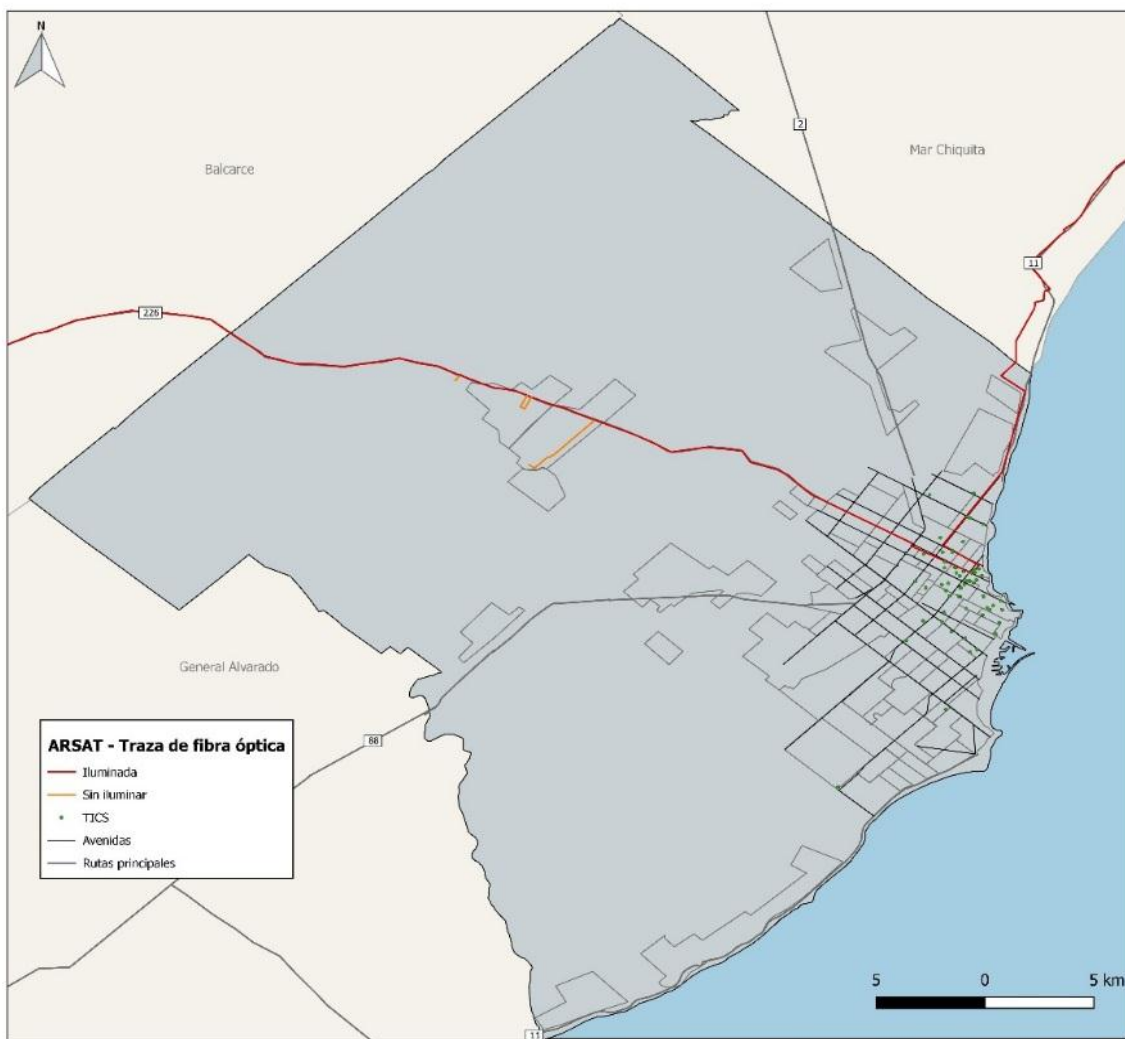 N
2
Mar Chiquita
Balcarce
11
226
General Alvarado
88
ARSAT - Traza de fibra óptica
Iluminada
Sin iluminar
TICS
Avenidas
Rutas principales
5 0 5 km
11